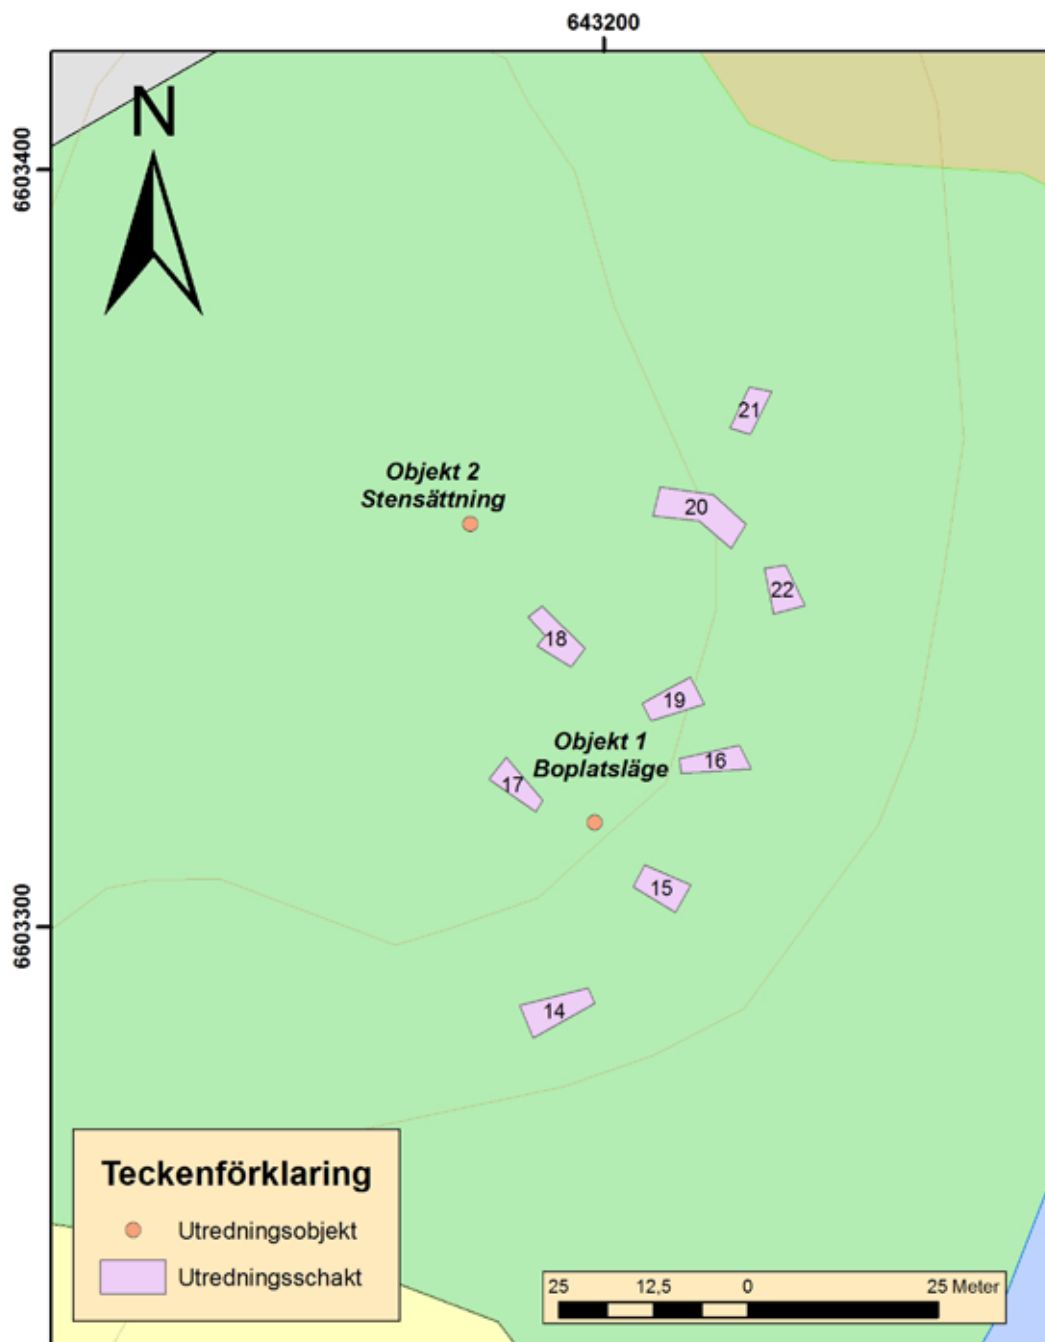 643200
6603400
N
21
Objekt 2
Stensättning
20
22
18
19
Objekt 1
Boplatsläge
16
17
15
6603300
14
Teckenförklaring
Utredningsobjekt
Utredningsschakt
25 12,5 0 25 Meter